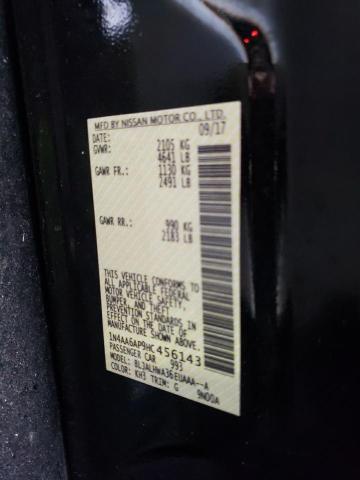 MFD BY NISSAN MOTOR CO., LTD.
DATE: 09/17
GVWR: 2105 KG
4641 LB
GAWR FR.: 1130 KG
2491 LB
GAWR RR.: 990 KG
2183 LB
THIS VEHICLE CONFORMS TO
ALL APPLICABLE FEDERAL
MOTOR VEHICLE SAFETY,
BUMPER, AND THEFT
PREVENTION STANDARDS IN
EFFECT ON THE DATE OF
MANUFACTURE SHOWN ABOVE.
1N4AA6AP9HC456143
PASSENGER CAR 993
MODEL: BLJALHWA36EUAAA--A
COLOR: KH3 TRIM: G 9N00A